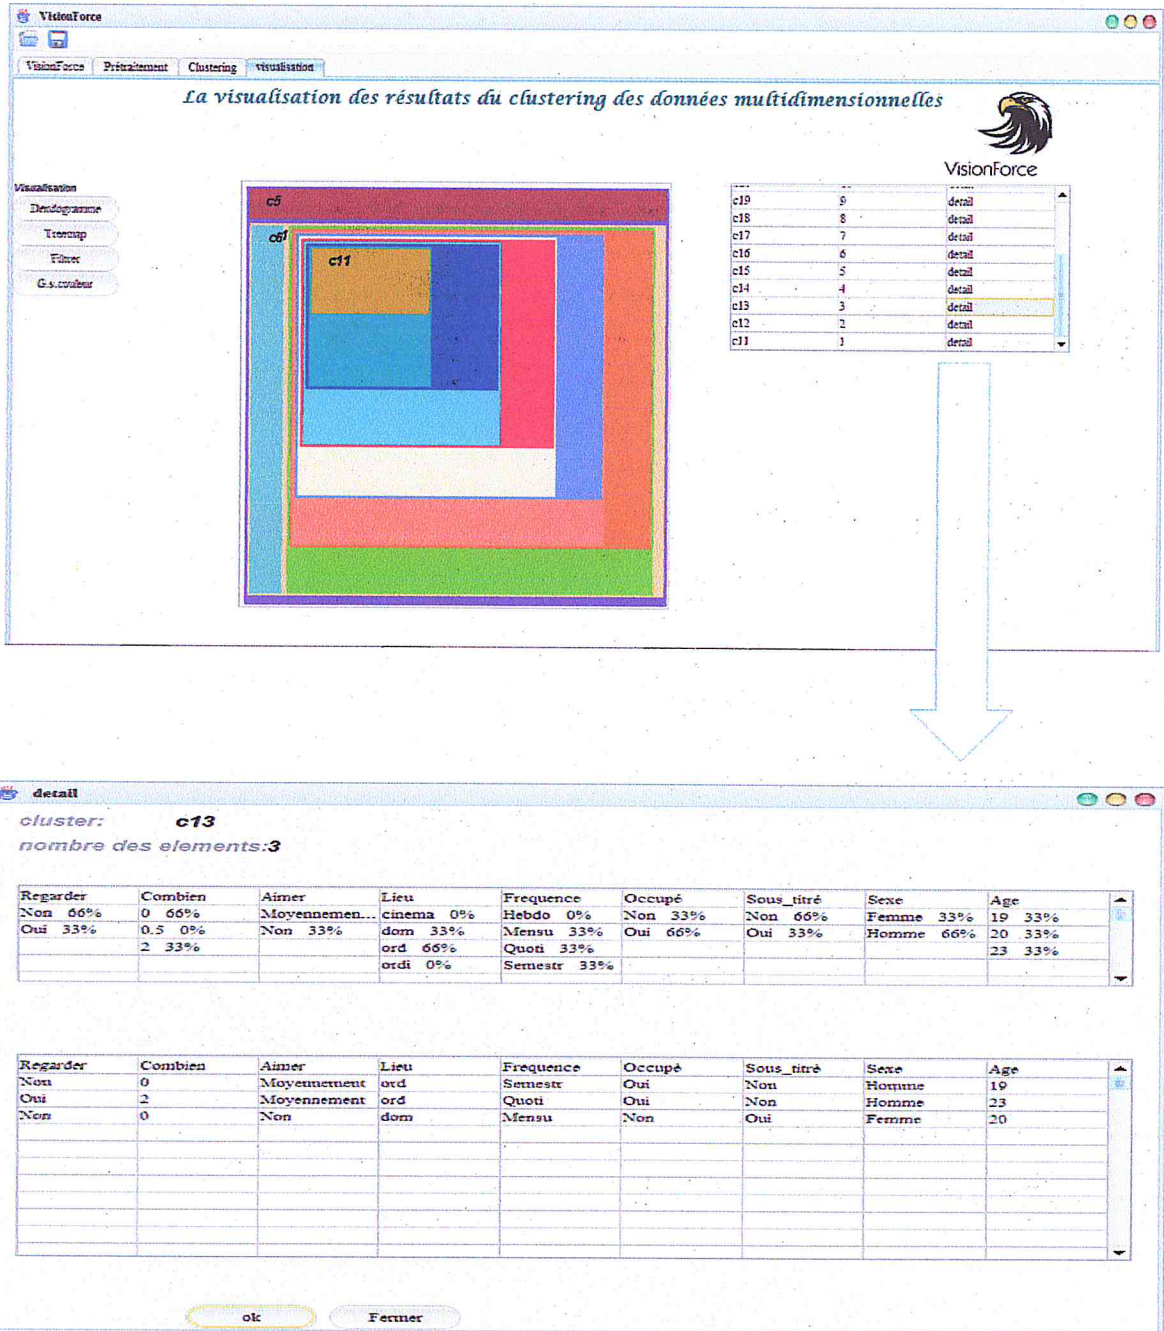 VisionForce
VisionForce Prétraitement Clustering visualisation
La visualisation des résultats du clustering des données multidimensionnelles
VisionForce
Visualisation
Dendogramme
Treemap
Filtrer
G.s.couleur
c5
c6
c11
c19 9 detail
c18 8 detail
c17 7 detail
c16 6 detail
c15 5 detail
c14 4 detail
c13 3 detail
c12 2 detail
c11 1 detail
detail
cluster: c13
nombre des elements:3
Regarder Combien Aimer Lieu Frequence Occupé Sous_titré Sexe Age
Non 66% 0 66% Moyennemen... cinema 0% Hebdo 0% Non 33% Non 66% Femme 33% 19 33%
Oui 33% 0.5 0% Non 33% dom 33% Mensu 33% Oui 66% Oui 33% Homme 66% 20 33%
2 33% ord 66% Quoti 33% 23 33%
ordi 0% Semestr 33%
Regarder Combien Aimer Lieu Frequence Occupé Sous_titré Sexe Age
Non 0 Moyennement ord Semestr Oui Non Homme 19
Oui 2 Moyennement ord Quoti Oui Non Homme 23
Non 0 Non dom Mensu Non Oui Femme 20
ok Fermer